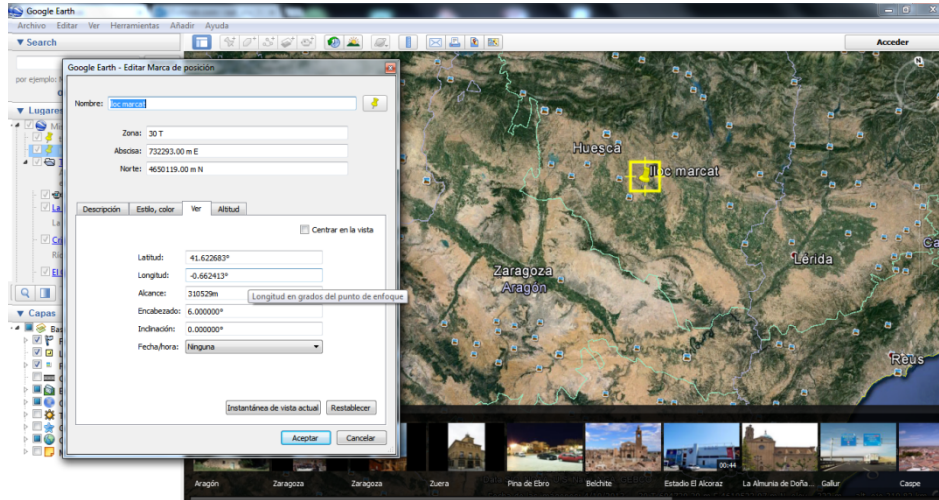 Google Earth
Archivo Editar Ver Herramientas Añadir Ayuda
▼ Search
Acceder
por ejemplo:
▼ Lugares
▼ Capas
Google Earth - Editar Marca de posición
Nombre: lloc marcat
Zona: 30 T
Abscisa: 732293.00 m E
Norte: 4650119.00 m N
Descripción Estilo, color Ver Altitud
Centrar en la vista
Latitud: 41.622683°
Longitud: -0.662413°
Alcance: 310529m
Longitud en grados del punto de enfoque
Encabezado: 6.000000°
Inclinación: 0.000000°
Fecha/hora: Ninguna
Instantánea de vista actual Restablecer
Aceptar Cancelar
N
Huesca
lloc marcat
Lérida
Zaragoza
Aragón
Reus
00:44
Aragón Zaragoza Zaragoza Zuera Pina de Ebro Belchite Estadio El Alcoraz La Almunia de Doña ... Gallur Caspe